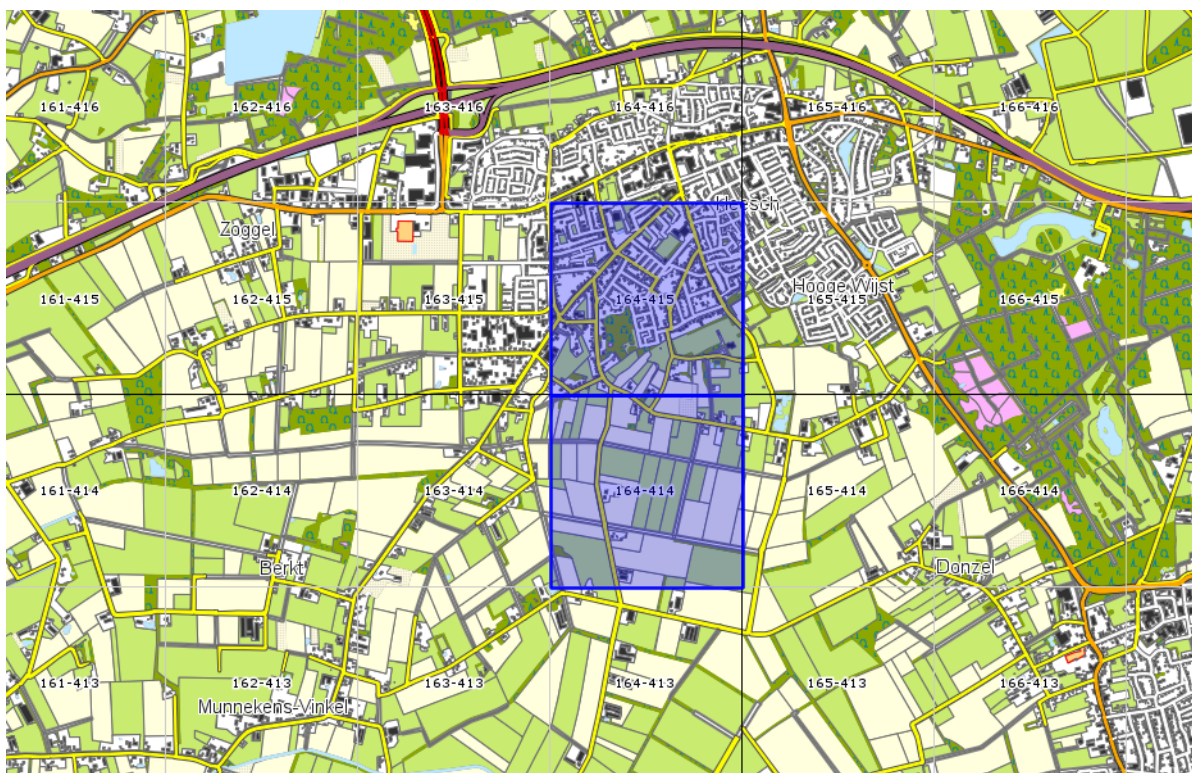 161-416 162-416 163-416 164-416 165-416 166-416
Heesch
Zoggel
Hooge Wijst
161-415 162-415 163-415 164-415 165-415 166-415
161-414 162-414 163-414 164-414 165-414 166-414
Berkt
Donzel
161-413 162-413 163-413 164-413 165-413 166-413
Munnekens-Vinkel